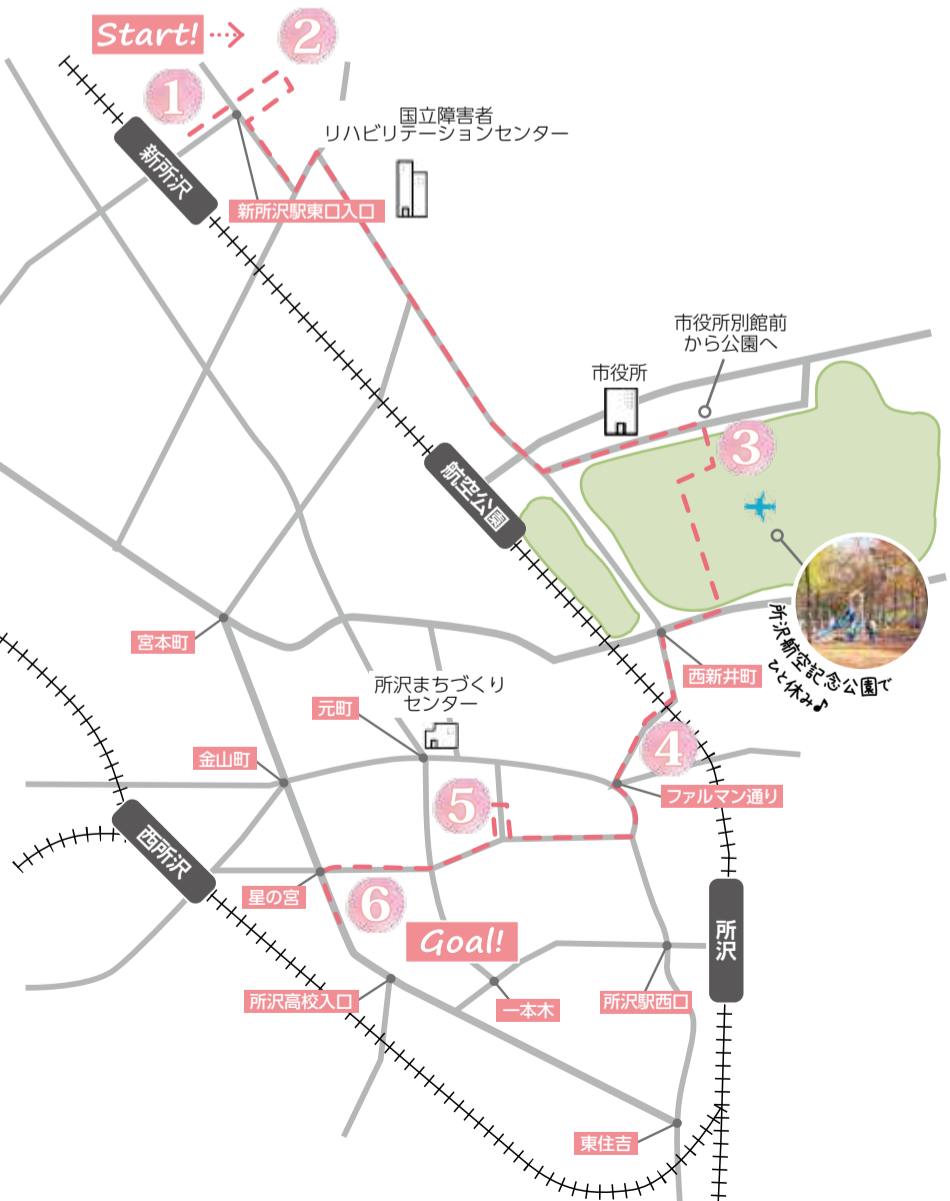 Start!
2
1
国立障害者
リハビリテーションセンター
新所沢
新所沢駅東口入口
市役所別館前
から公園へ
市役所
3
航空公園
所沢航空記念公園で
ひと休み♪
宮本町
西新井町
所沢まちづくり
センター
元町
4
金山町
ファルマン通り
5
西所沢
星の宮
6
Goal!
所沢
所沢高校入口
一本木
所沢駅西口
東住吉